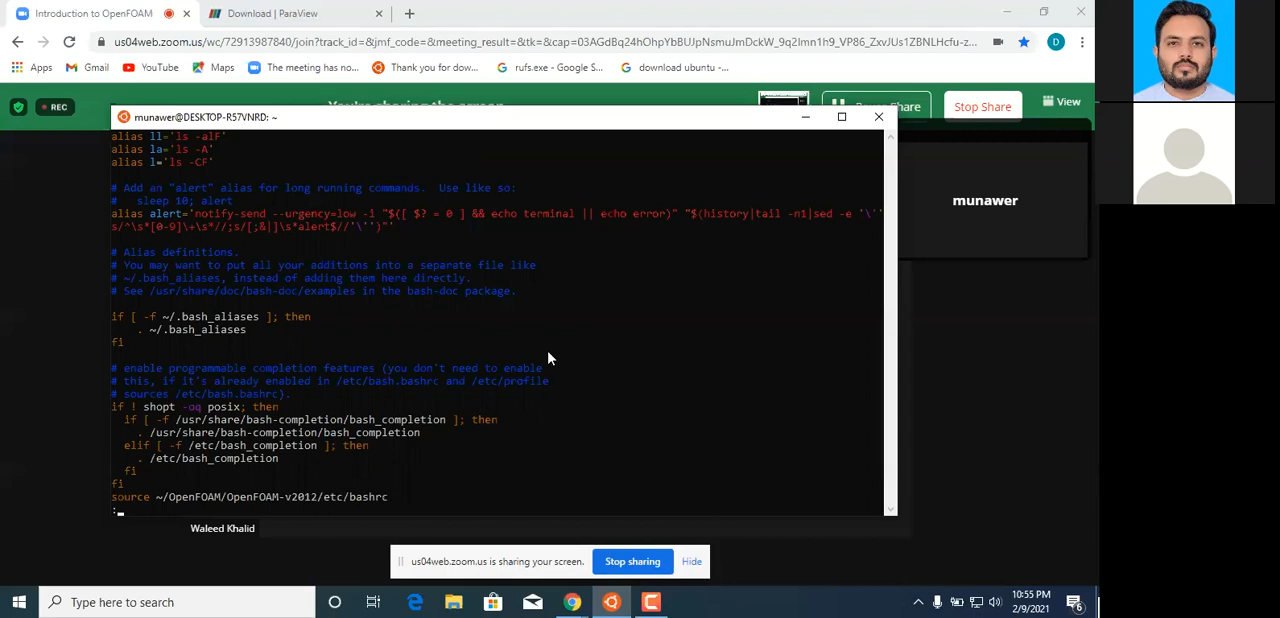 Introduction to OpenFOAM
Download | ParaView
us04web.zoom.us/wc/72913987840/join?track_id=&jmf_code=&meeting_result=&tk=&cap=03AGdBq24hOhpYbBUJpNsmuJmDckW_9q2Imn1h9_VP86_ZxvJUs1ZBNLHcfu-z...
D
Apps
Gmail
YouTube
Maps
The meeting has no...
Thank you for dow...
rufs.exe - Google S...
download ubuntu -...
REC
Share
Stop Share
View
munawer@DESKTOP-R57VNRD: ~
alias ll='ls -alF'
alias la='ls -A'
alias l='ls -CF'
# Add an "alert" alias for long running commands.  Use like so:
#   sleep 10; alert
alias alert='notify-send --urgency=low -i "$([ $? = 0 ] && echo terminal || echo error)" "$(history|tail -n1|sed -e '\''
s/^\s*[0-9]\+\s*//;s/[;&|]\s*alert$//'\'')"'
# Alias definitions.
# You may want to put all your additions into a separate file like
# ~/.bash_aliases, instead of adding them here directly.
# See /usr/share/doc/bash-doc/examples in the bash-doc package.
if [ -f ~/.bash_aliases ]; then
    . ~/.bash_aliases
fi
# enable programmable completion features (you don't need to enable
# this, if it's already enabled in /etc/bash.bashrc and /etc/profile
# sources /etc/bash.bashrc).
if ! shopt -oq posix; then
  if [ -f /usr/share/bash-completion/bash_completion ]; then
    . /usr/share/bash-completion/bash_completion
  elif [ -f /etc/bash_completion ]; then
    . /etc/bash_completion
  fi
fi
source ~/OpenFOAM/OpenFOAM-v2012/etc/bashrc
:
munawer
Waleed Khalid
us04web.zoom.us is sharing your screen.
Stop sharing
Hide
Type here to search
10:55 PM
2/9/2021
6